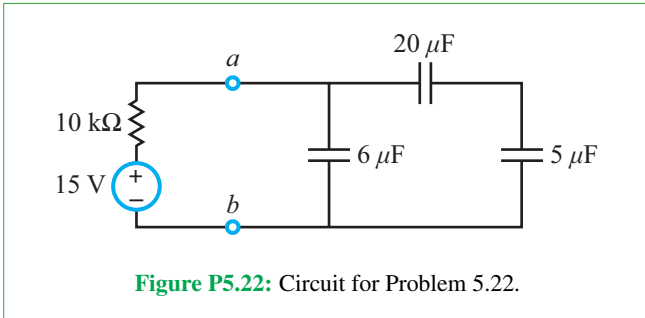 20 μF
a
10 kΩ
6 μF
5 μF
15 V
+
−
b
Figure P5.22: Circuit for Problem 5.22.